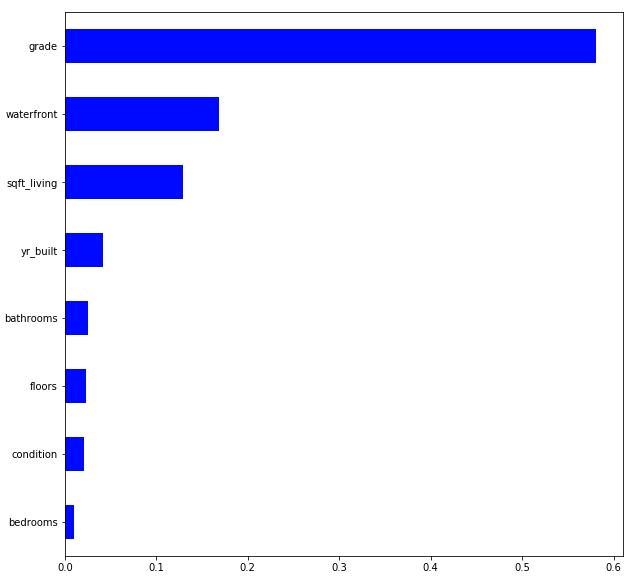 grade
waterfront
sqft_living
yr_built
bathrooms
floors
condition
bedrooms
0.0 0.1 0.2 0.3 0.4 0.5 0.6